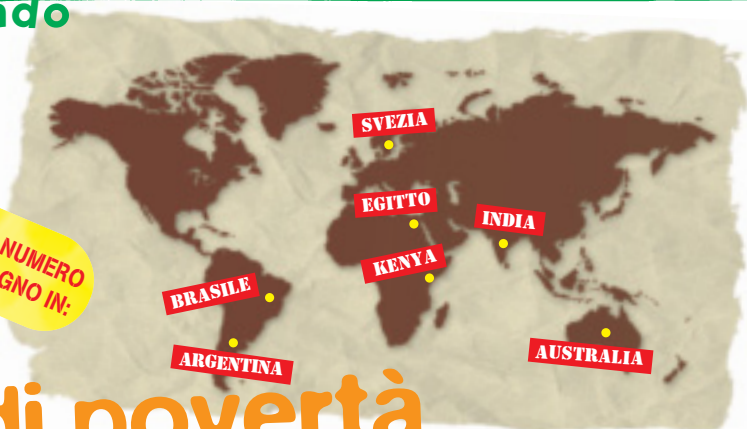 ndo
SVEZIA
EGITTO
INDIA
KENYA
NUMERO
GNO IN:
BRASILE
ARGENTINA
AUSTRALIA
di povertà